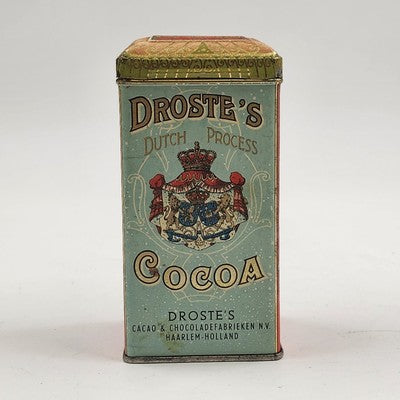 DROSTE'S
DUTCH PROCESS
COCOA
DROSTE'S
CACAO & CHOCOLADEFABRIEKEN N.V.
HAARLEM-HOLLAND